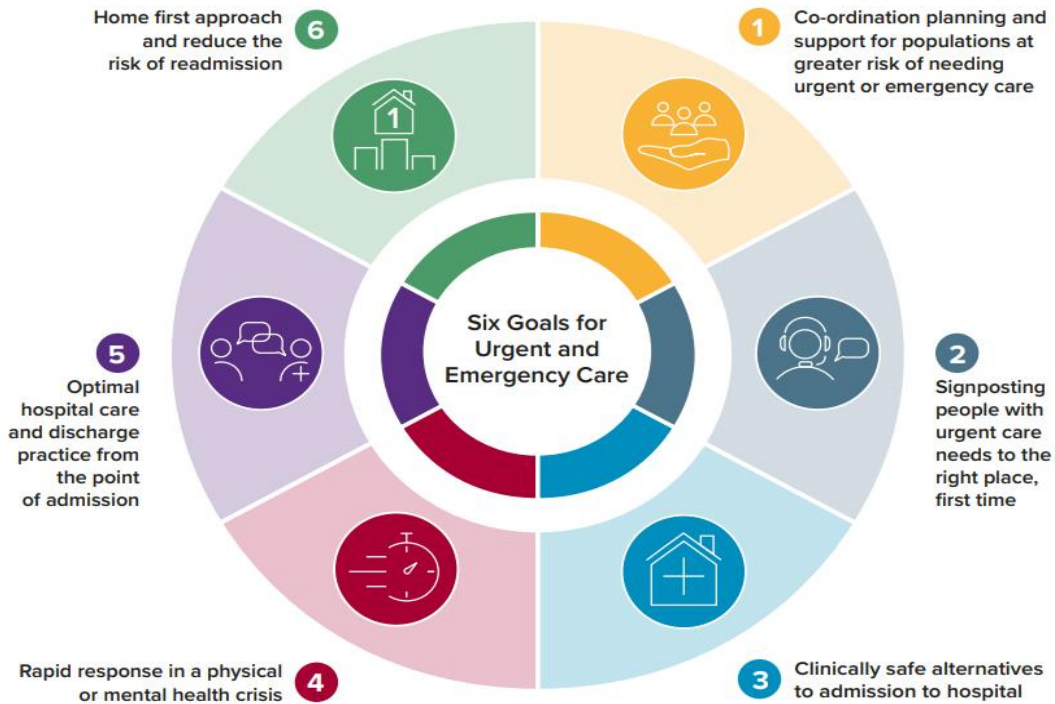 Six Goals for
Urgent and
Emergency Care
1
Co-ordination planning and
support for populations at
greater risk of needing
urgent or emergency care
2
Signposting
people with
urgent care
needs to the
right place,
first time
3
Clinically safe alternatives
to admission to hospital
4
Rapid response in a physical
or mental health crisis
5
Optimal
hospital care
and discharge
practice from
the point
of admission
6
Home first approach
and reduce the
risk of readmission
1